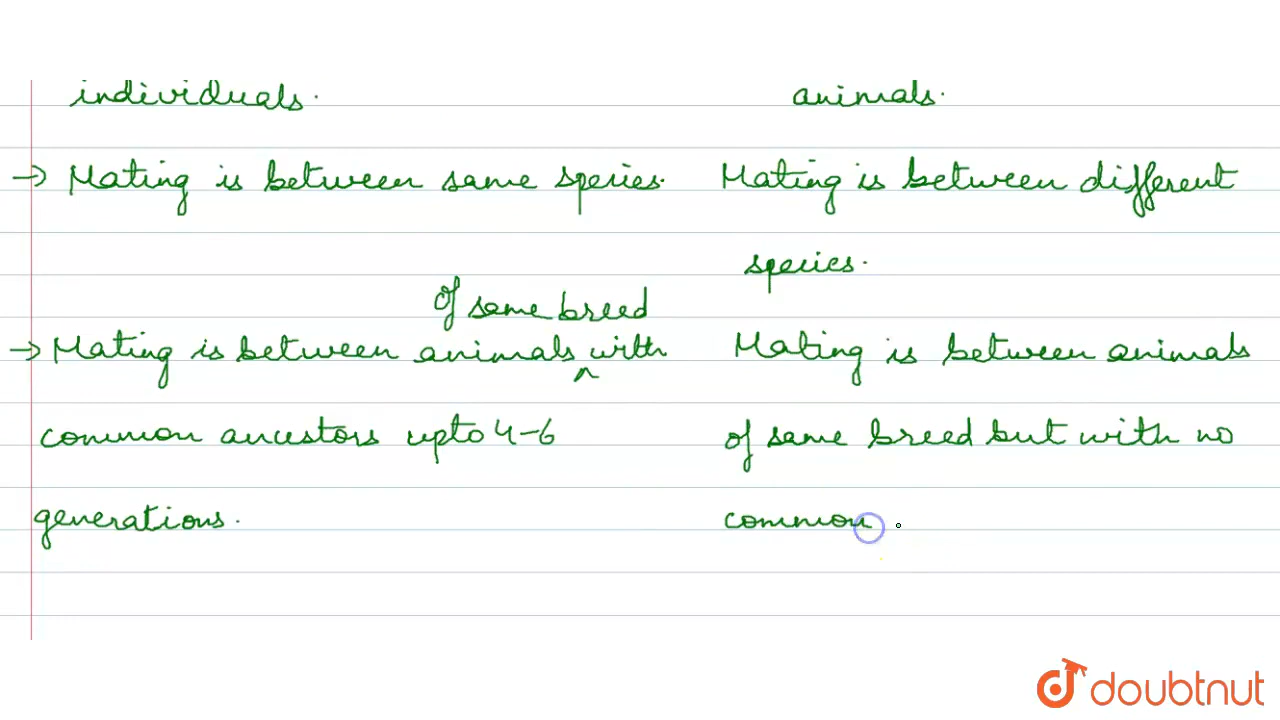 individuals.
animals.
→ Mating is between same species.
Mating is between different
species.
of same breed
→ Mating is between animals ^ with
common ancestors upto 4-6
generations.
Mating is between animals
of same breed but with no
common
doubtnut